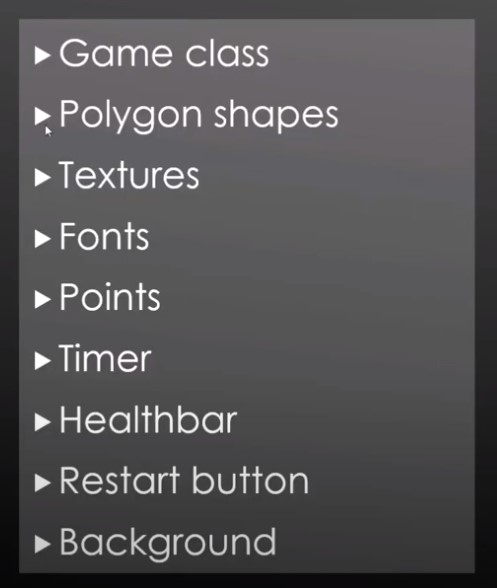 Game class
Polygon shapes
Textures
Fonts
Points
Timer
Healthbar
Restart button
Background